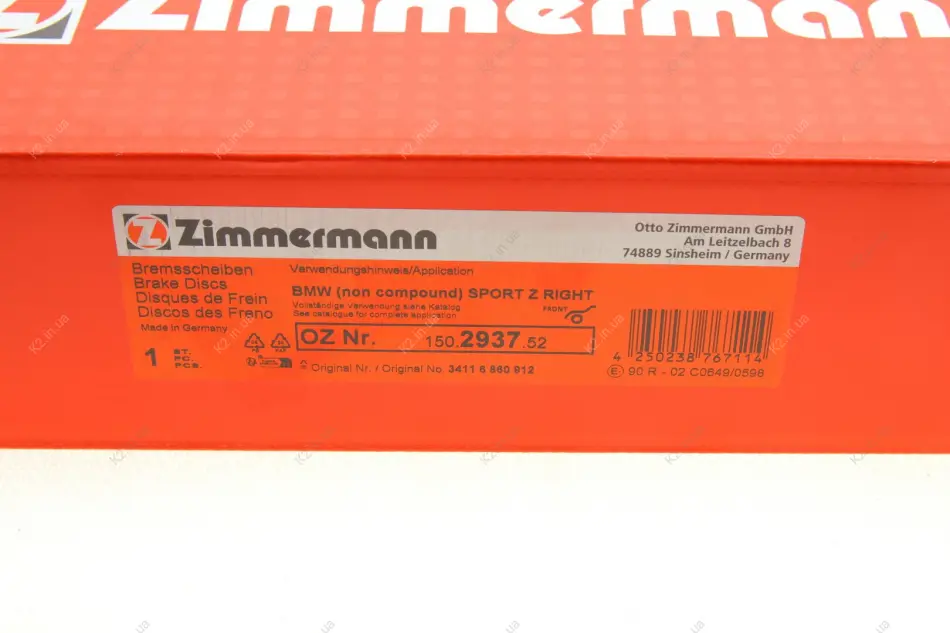 Zimmermann
Zimmermann
Otto Zimmermann GmbH
Am Leitzelbach 8
74889 Sinsheim / Germany
Bremsscheiben
Brake Discs
Disques de Frein
Discos des Freno
Made in Germany
1 ST.
PC.
PCS.
Verwendungshinweis/Application
BMW (non compound) SPORT Z RIGHT
Vollständige Verwendung siehe Katalog
See catalogue for complete application
FRONT
OZ Nr. 150.2937.52
Original Nr. / Original No. 3411 6 860 912
4 250238 767114
E 90 R - 02 C0649/0598
K2.in.ua